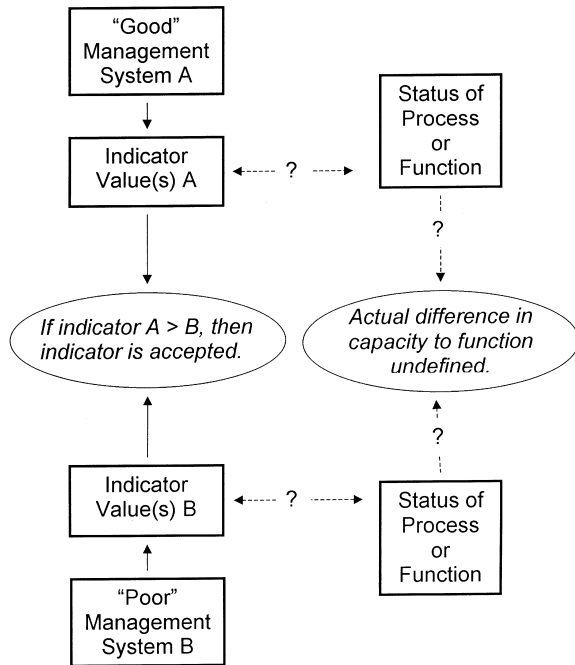 “Good”
Management
System A
Status of
Process
or
Function
Indicator
Value(s) A
?
?
If indicator A > B, then
indicator is accepted.
Actual difference in
capacity to function
undefined.
?
Indicator
Value(s) B
?
Status of
Process
or
Function
“Poor”
Management
System B